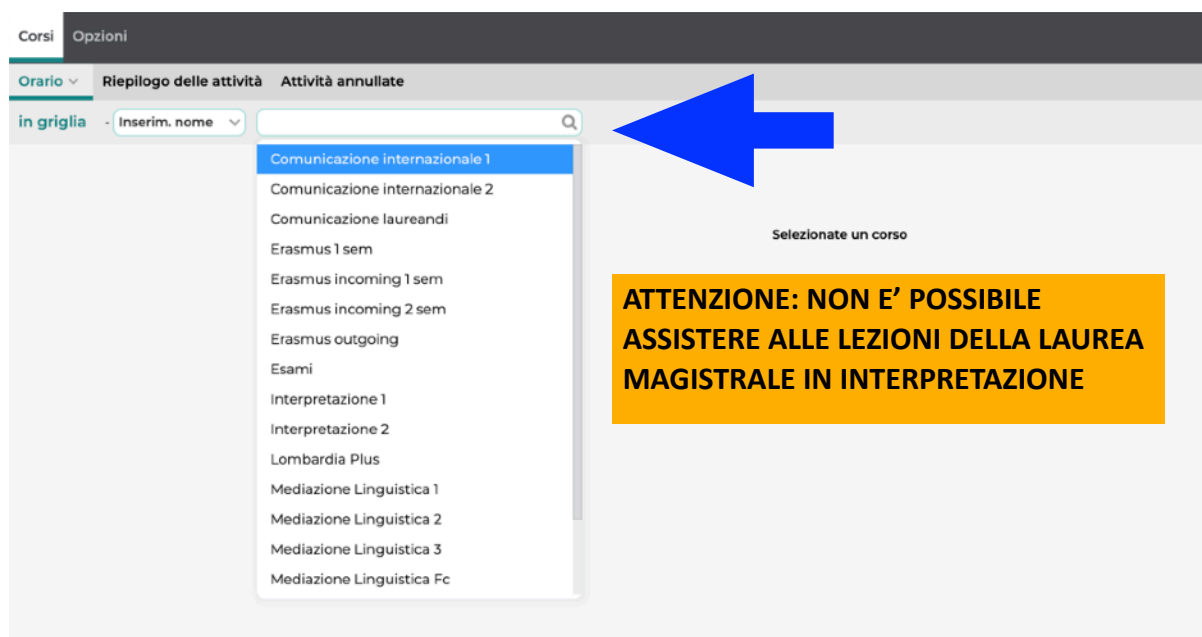 Corsi Opzioni
Orario Riepilogo delle attività Attività annullate
in griglia - Inserim. nome
Comunicazione internazionale 1
Comunicazione internazionale 2
Comunicazione laureandi
Erasmus 1 sem
Erasmus incoming 1 sem
Erasmus incoming 2 sem
Erasmus outgoing
Esami
Interpretazione 1
Interpretazione 2
Lombardia Plus
Mediazione Linguistica 1
Mediazione Linguistica 2
Mediazione Linguistica 3
Mediazione Linguistica Fc
Selezionate un corso
ATTENZIONE: NON E’ POSSIBILE
ASSISTERE ALLE LEZIONI DELLA LAUREA
MAGISTRALE IN INTERPRETAZIONE